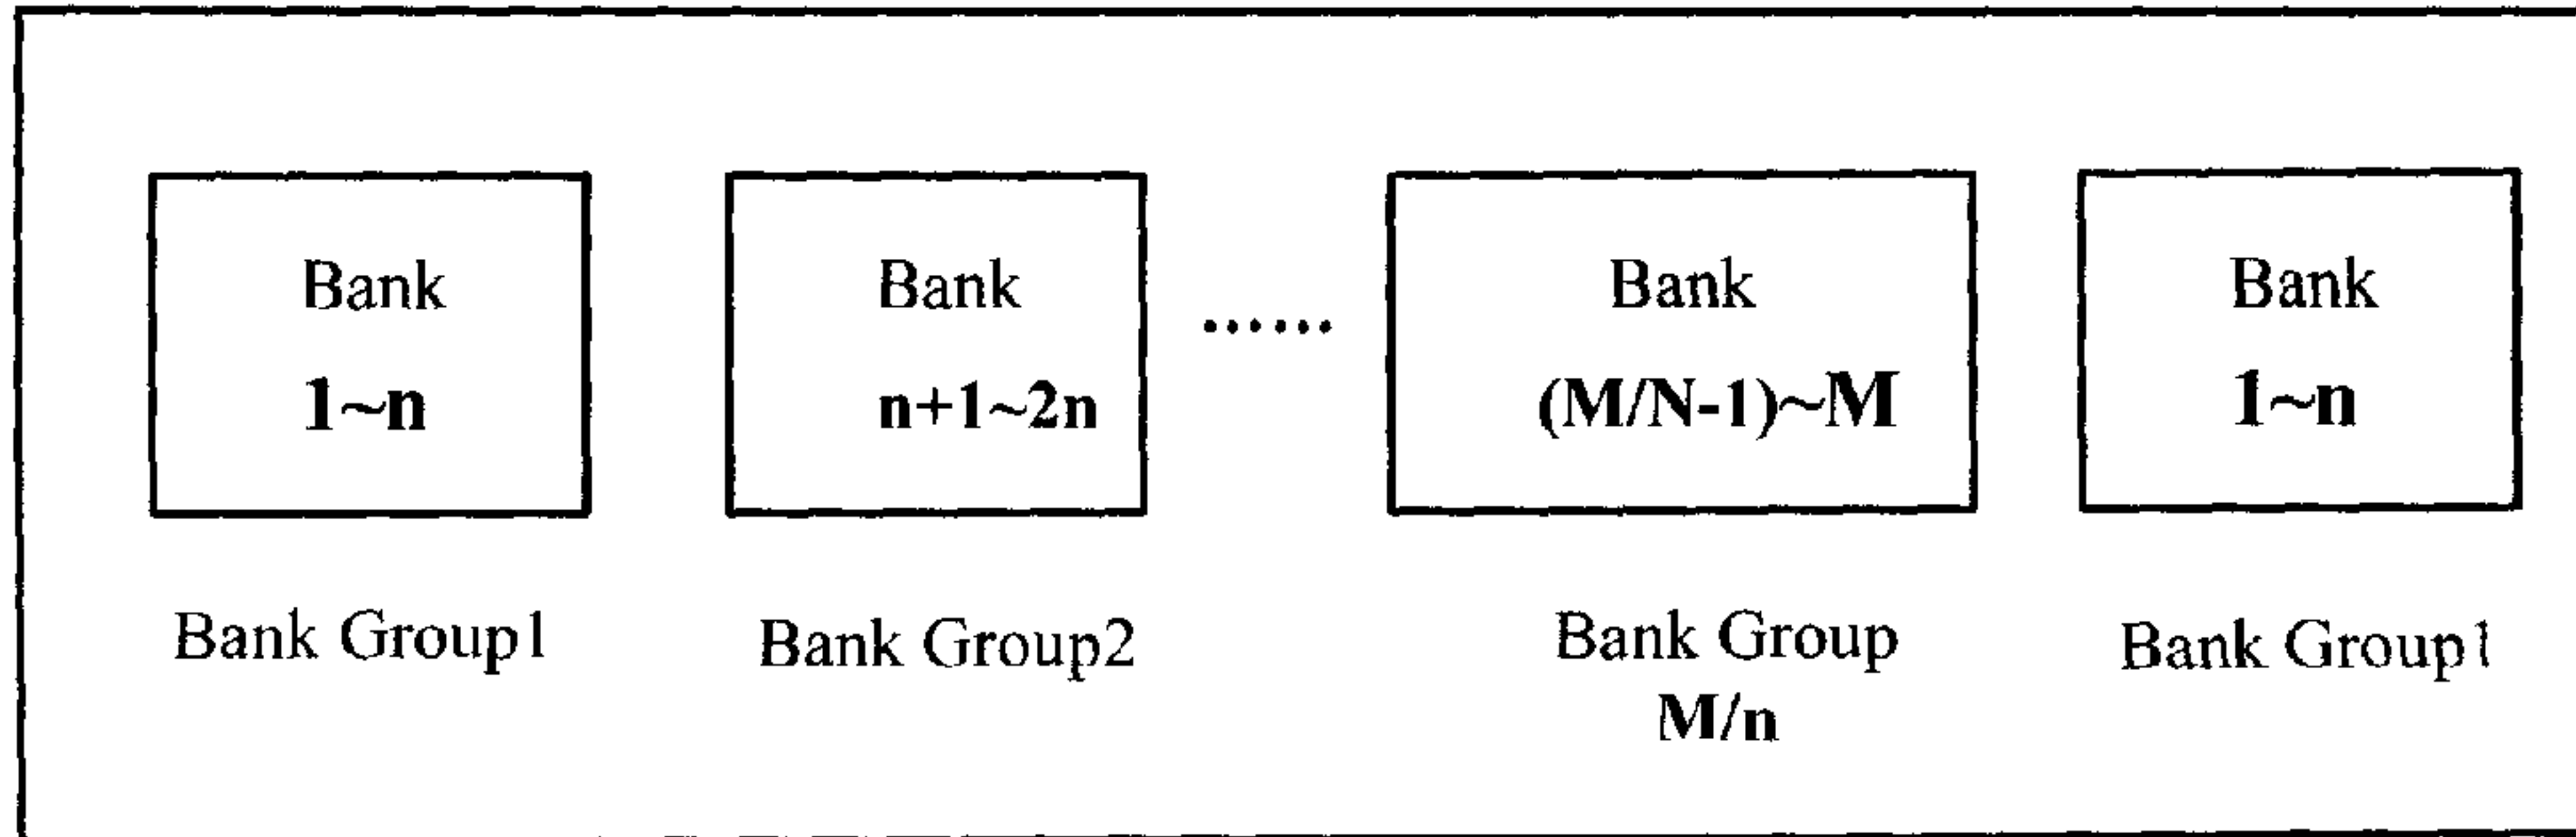 Bank Bank Bank Bank
1~n n+1~2n ...... (M/N-1)~M 1~n
Bank Group1 Bank Group2 Bank Group Bank Group1
M/n